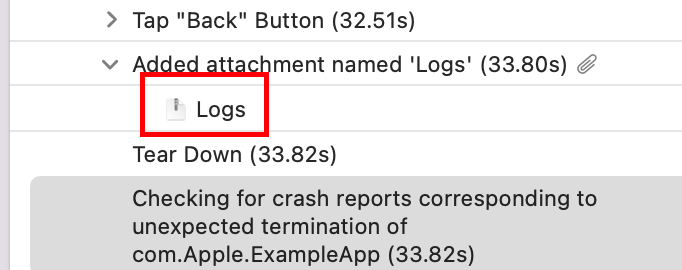 Tap "Back" Button (32.51s)
Added attachment named 'Logs' (33.80s)
Logs
Tear Down (33.82s)
Checking for crash reports corresponding to
unexpected termination of
com.Apple.ExampleApp (33.82s)